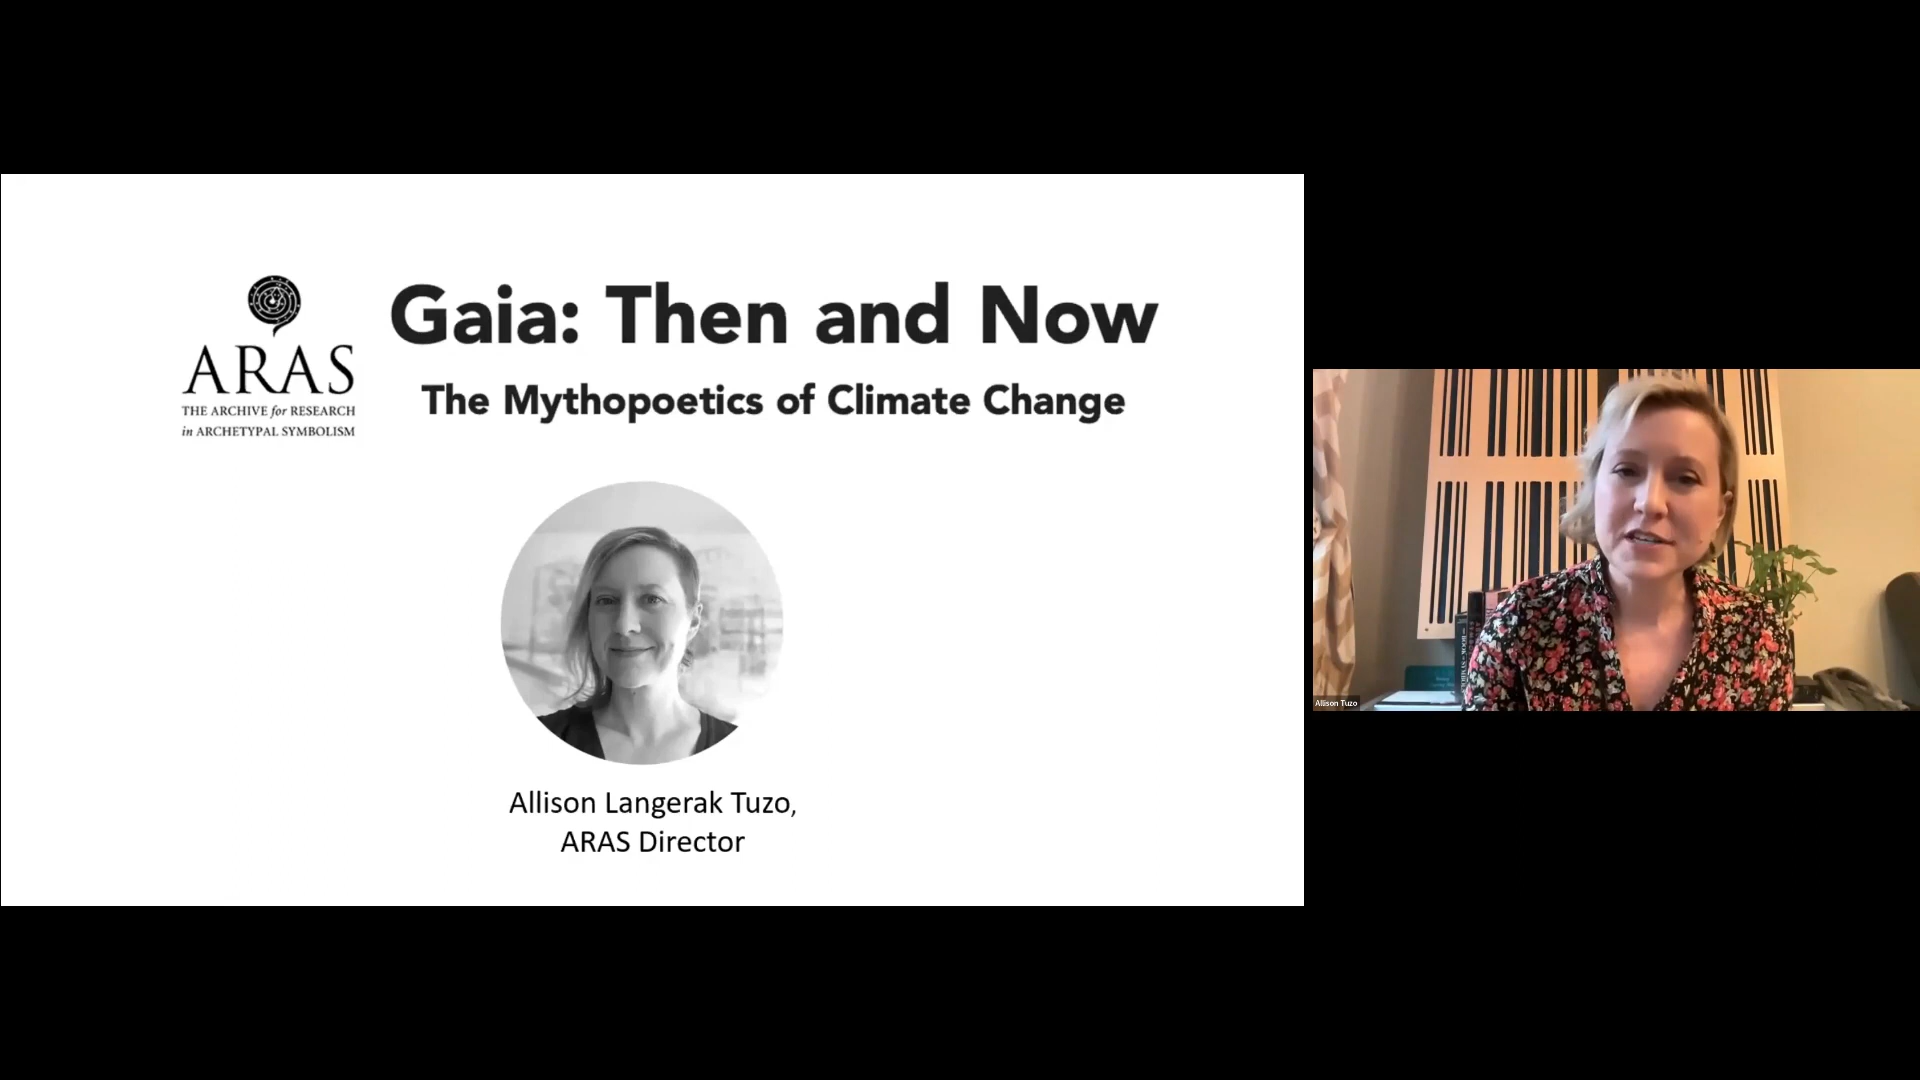 Gaia: Then and Now
The Mythopoetics of Climate Change
ARAS
THE ARCHIVE for RESEARCH
in ARCHETYPAL SYMBOLISM
Allison Langerak Tuzo,
ARAS Director
Allison Tuzo